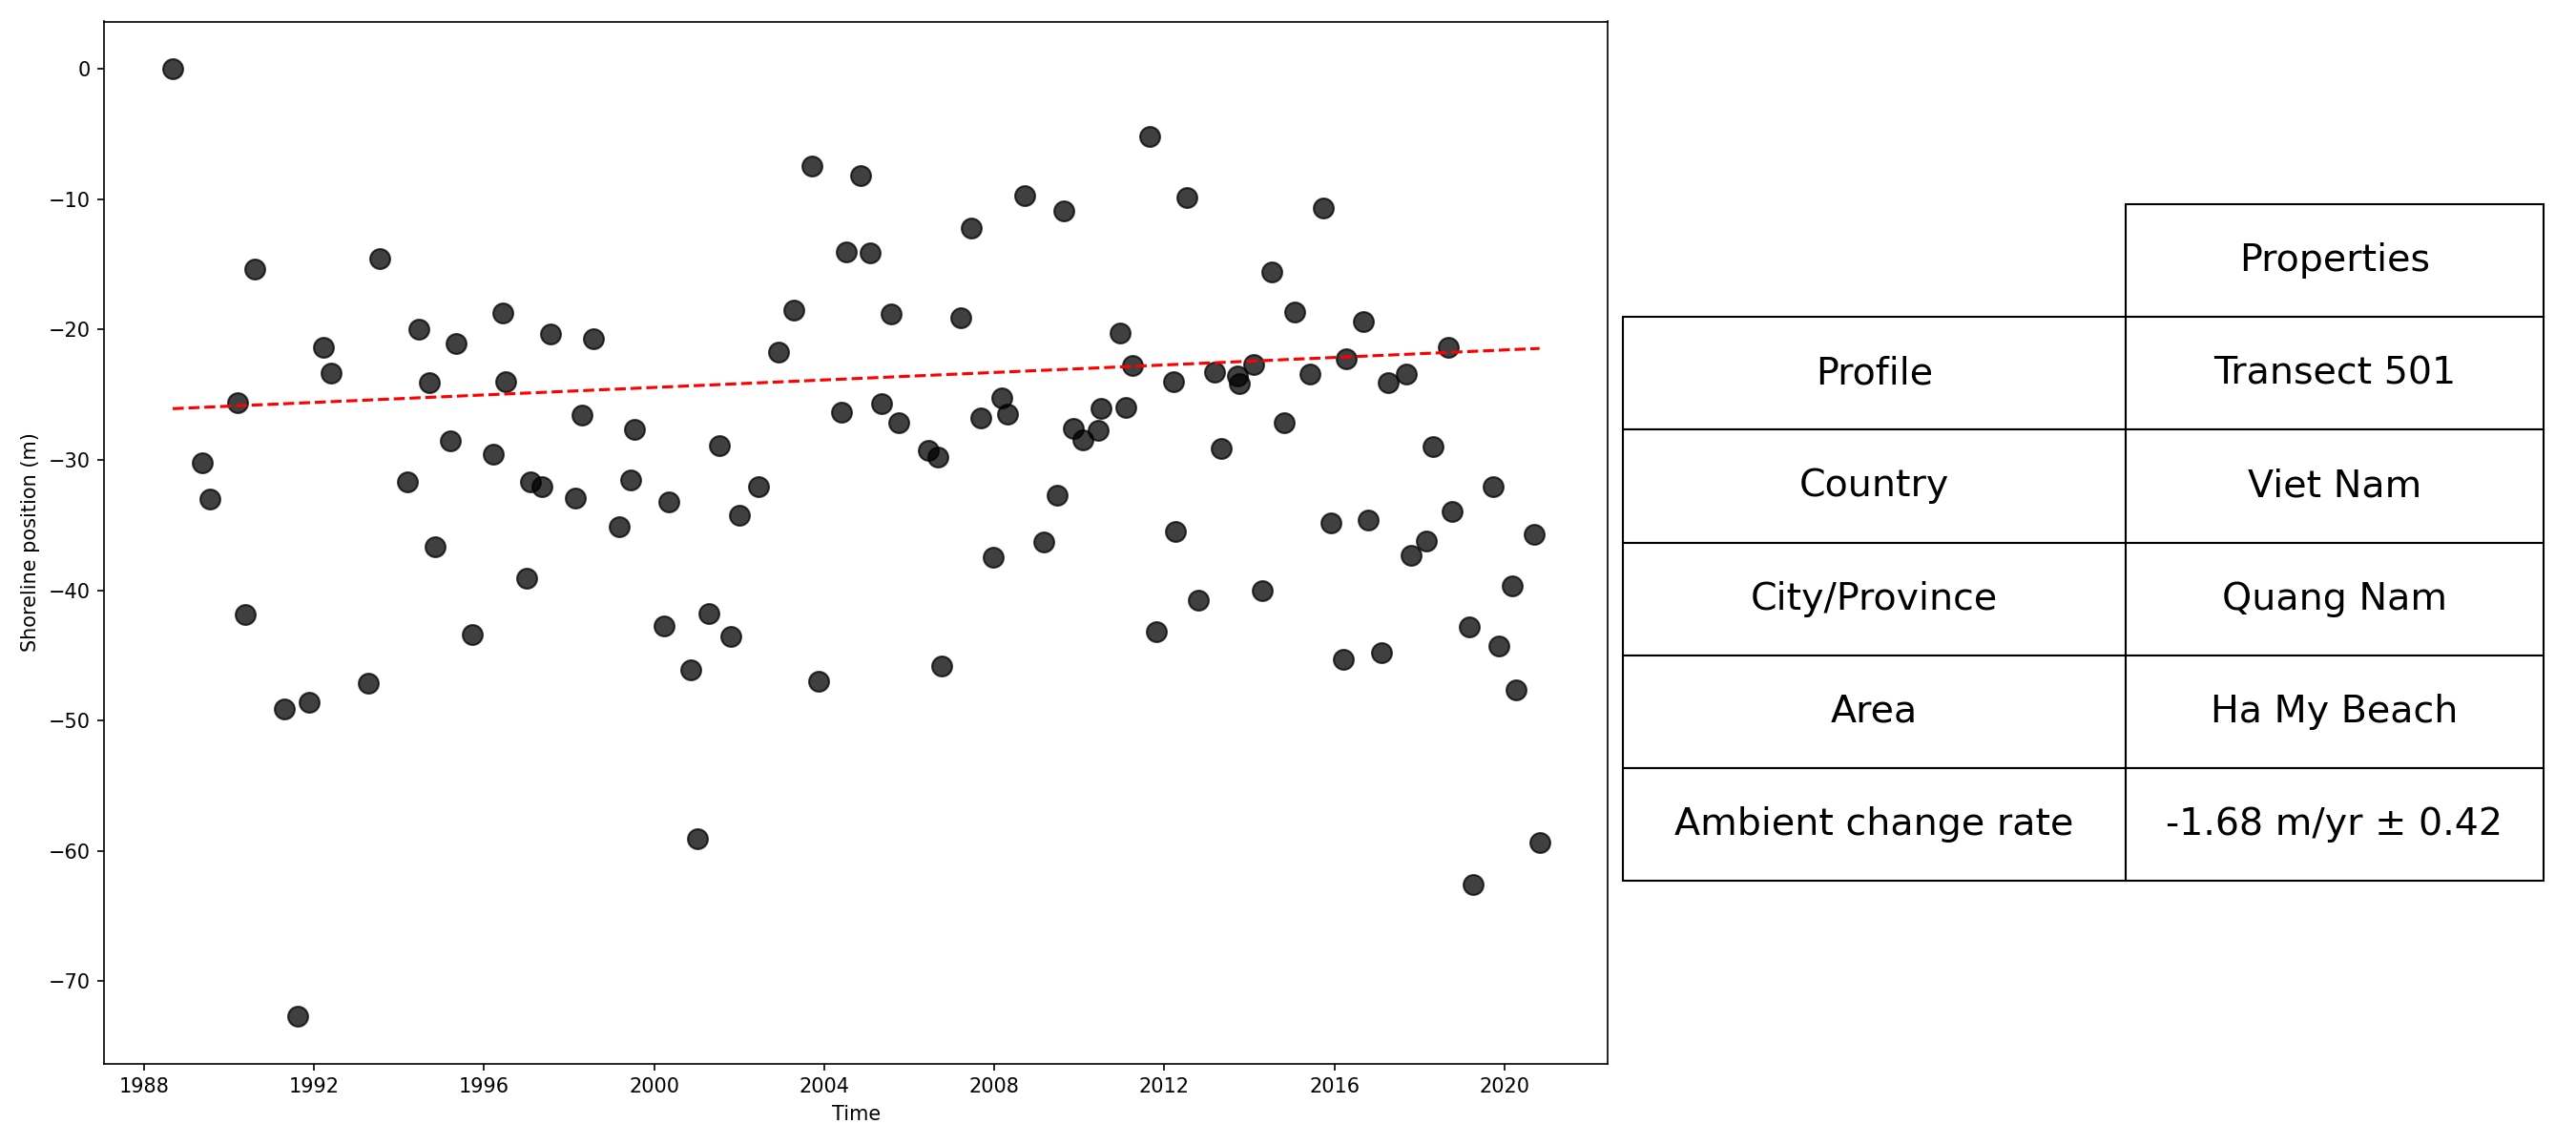 0
−10
−20
−30
−40
−50
−60
−70
Shoreline position (m)
1988 1992 1996 2000 2004 2008 2012 2016 2020
Time
Properties
Profile Transect 501
Country Viet Nam
City/Province Quang Nam
Area Ha My Beach
Ambient change rate -1.68 m/yr ± 0.42